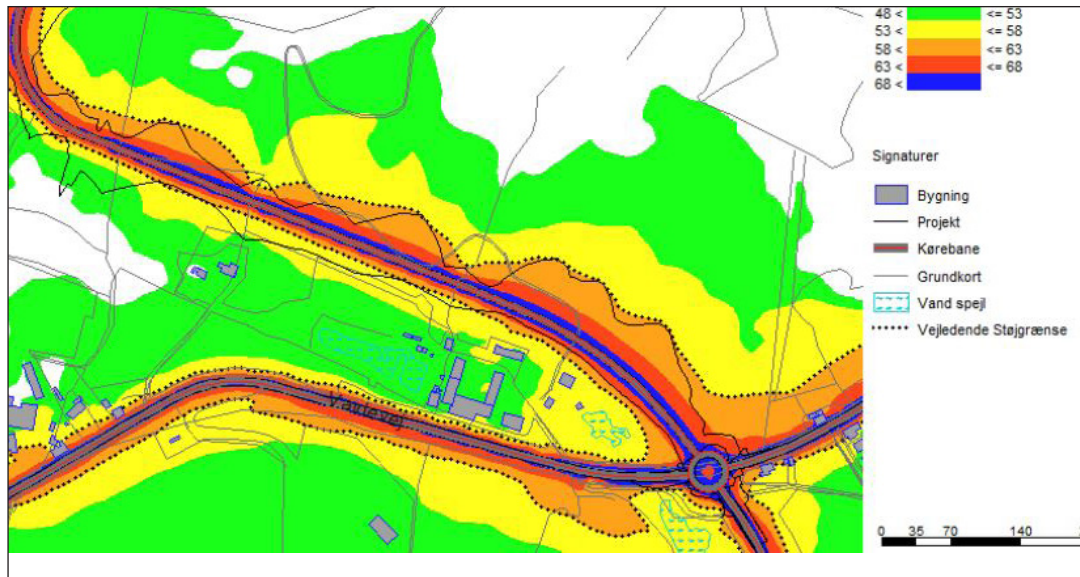 48 < <= 53
53 < <= 58
58 < <= 63
63 < <= 68
68 <
Signaturer
Bygning
Projekt
Kørebane
Grundkort
Vand spejl
Vejledende Støjgrænse
0 35 70 140